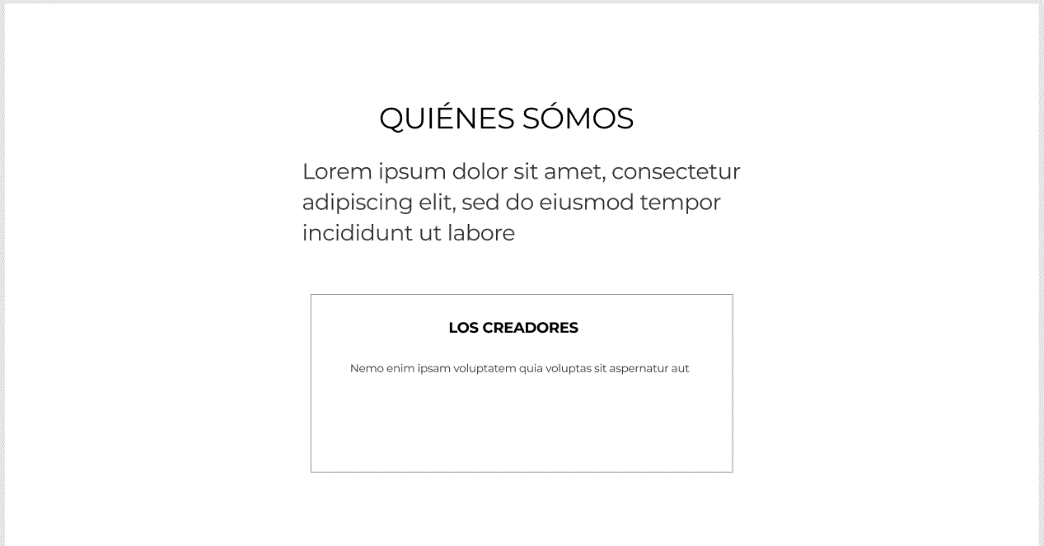 QUIÉNES SÓMOS
Lorem ipsum dolor sit amet, consectetur
adipiscing elit, sed do eiusmod tempor
incididunt ut labore
LOS CREADORES
Nemo enim ipsam voluptatem quia voluptas sit aspernatur aut